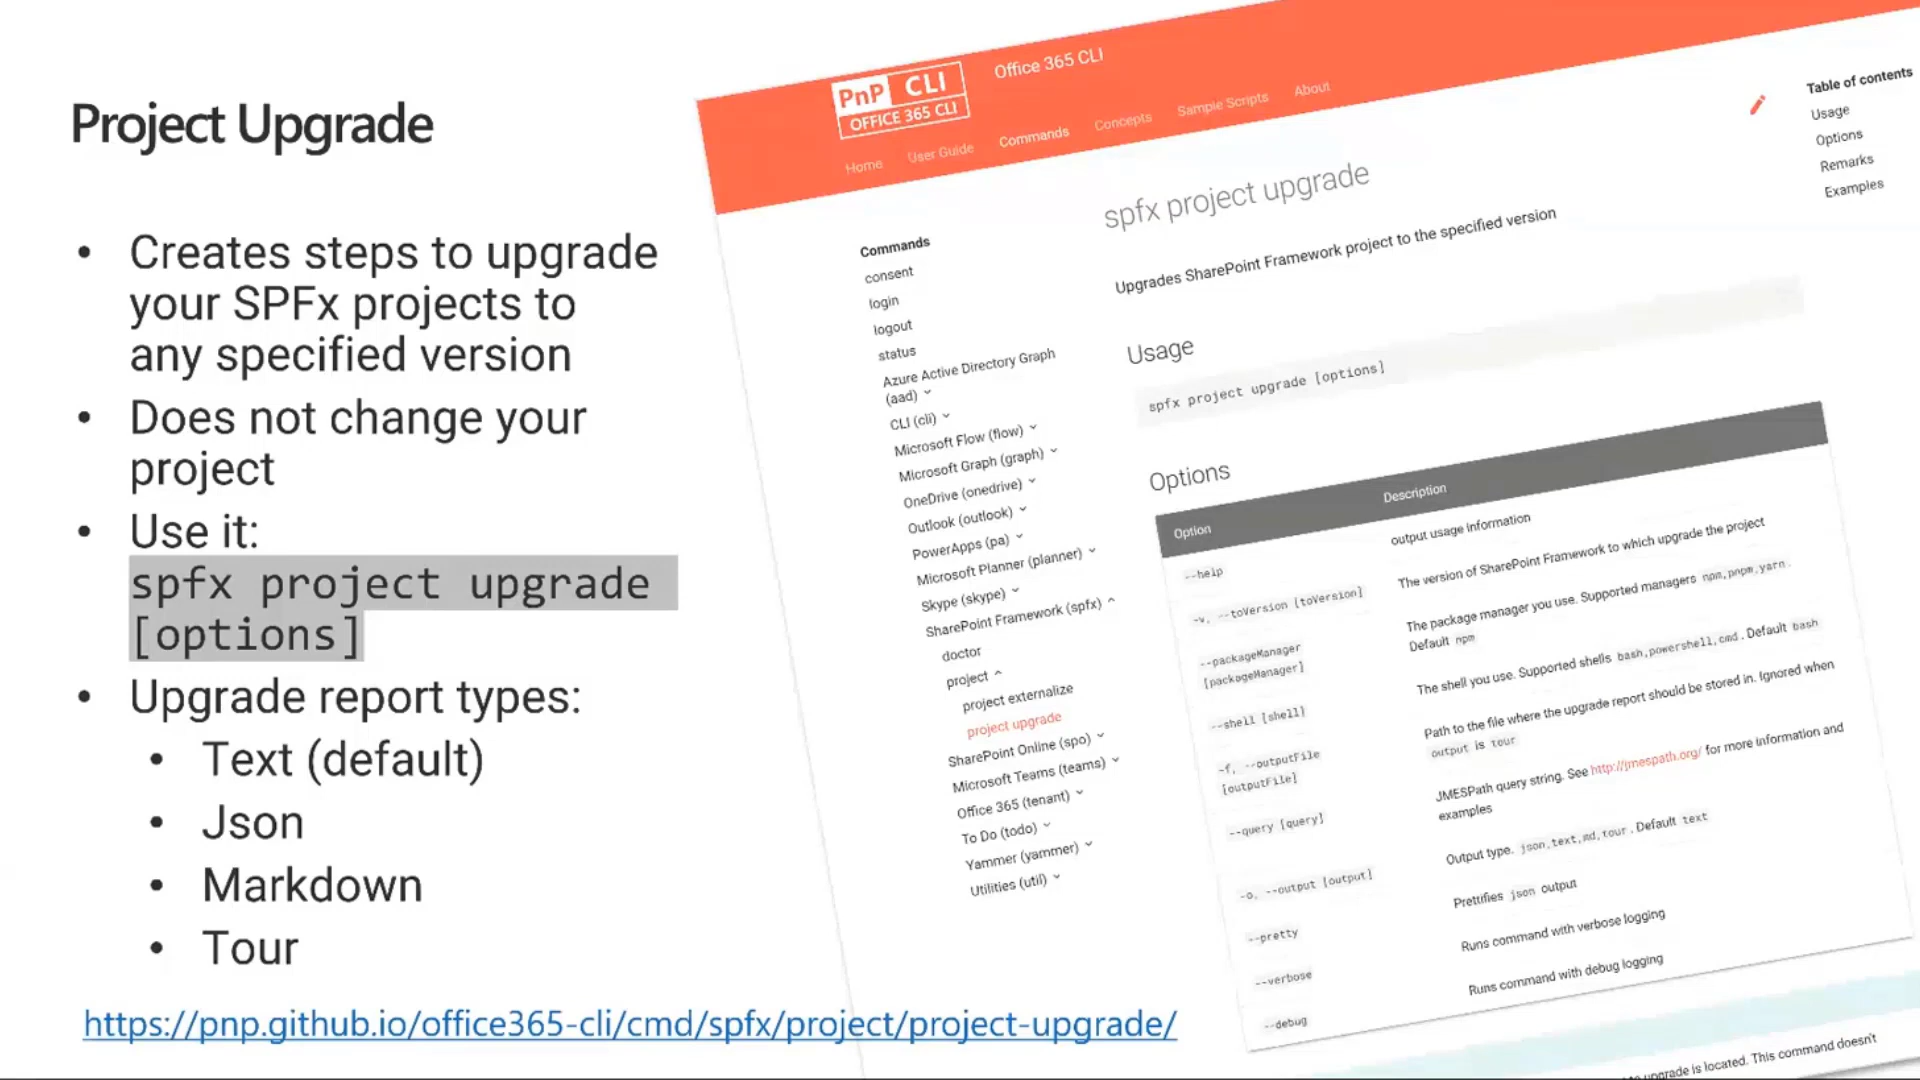 Project Upgrade
• Creates steps to upgrade
your SPFx projects to
any specified version
• Does not change your
project
• Use it:
spfx project upgrade
[options]
• Upgrade report types:
• Text (default)
• Json
• Markdown
• Tour
https://pnp.github.io/office365-cli/cmd/spfx/project/project-upgrade/
PnP CLI
OFFICE 365 CLI
Office 365 CLI
Home User Guide Commands Concepts Sample Scripts About
Commands
consent
login
logout
status
Azure Active Directory Graph
(aad)
CLI (cli)
Microsoft Flow (flow)
Microsoft Graph (graph)
OneDrive (onedrive)
Outlook (outlook)
PowerApps (pa)
Microsoft Planner (planner)
Skype (skype)
SharePoint Framework (spfx)
doctor
project
project externalize
project upgrade
SharePoint Online (spo)
Microsoft Teams (teams)
Office 365 (tenant)
To Do (todo)
Yammer (yammer)
Utilities (util)
spfx project upgrade
Upgrades SharePoint Framework project to the specified version
Usage
spfx project upgrade [options]
Options
Option Description
--help output usage information
-v, --toVersion [toVersion] The version of SharePoint Framework to which upgrade the project
--packageManager
[packageManager]
The package manager you use. Supported managers npm,pnpm,yarn.
Default npm
--shell [shell] The shell you use. Supported shells bash,powershell,cmd. Default bash
-f, --outputFile
[outputFile]
Path to the file where the upgrade report should be stored in. Ignored when
output is tour
--query [query] JMESPath query string. See http://jmespath.org/ for more information and
examples
-o, --output [output] Output type. json,text,md,tour. Default text
--pretty Prettifies json output
--verbose Runs command with verbose logging
--debug Runs command with debug logging
upgrade is located. This command doesn't
Table of contents
Usage
Options
Remarks
Examples